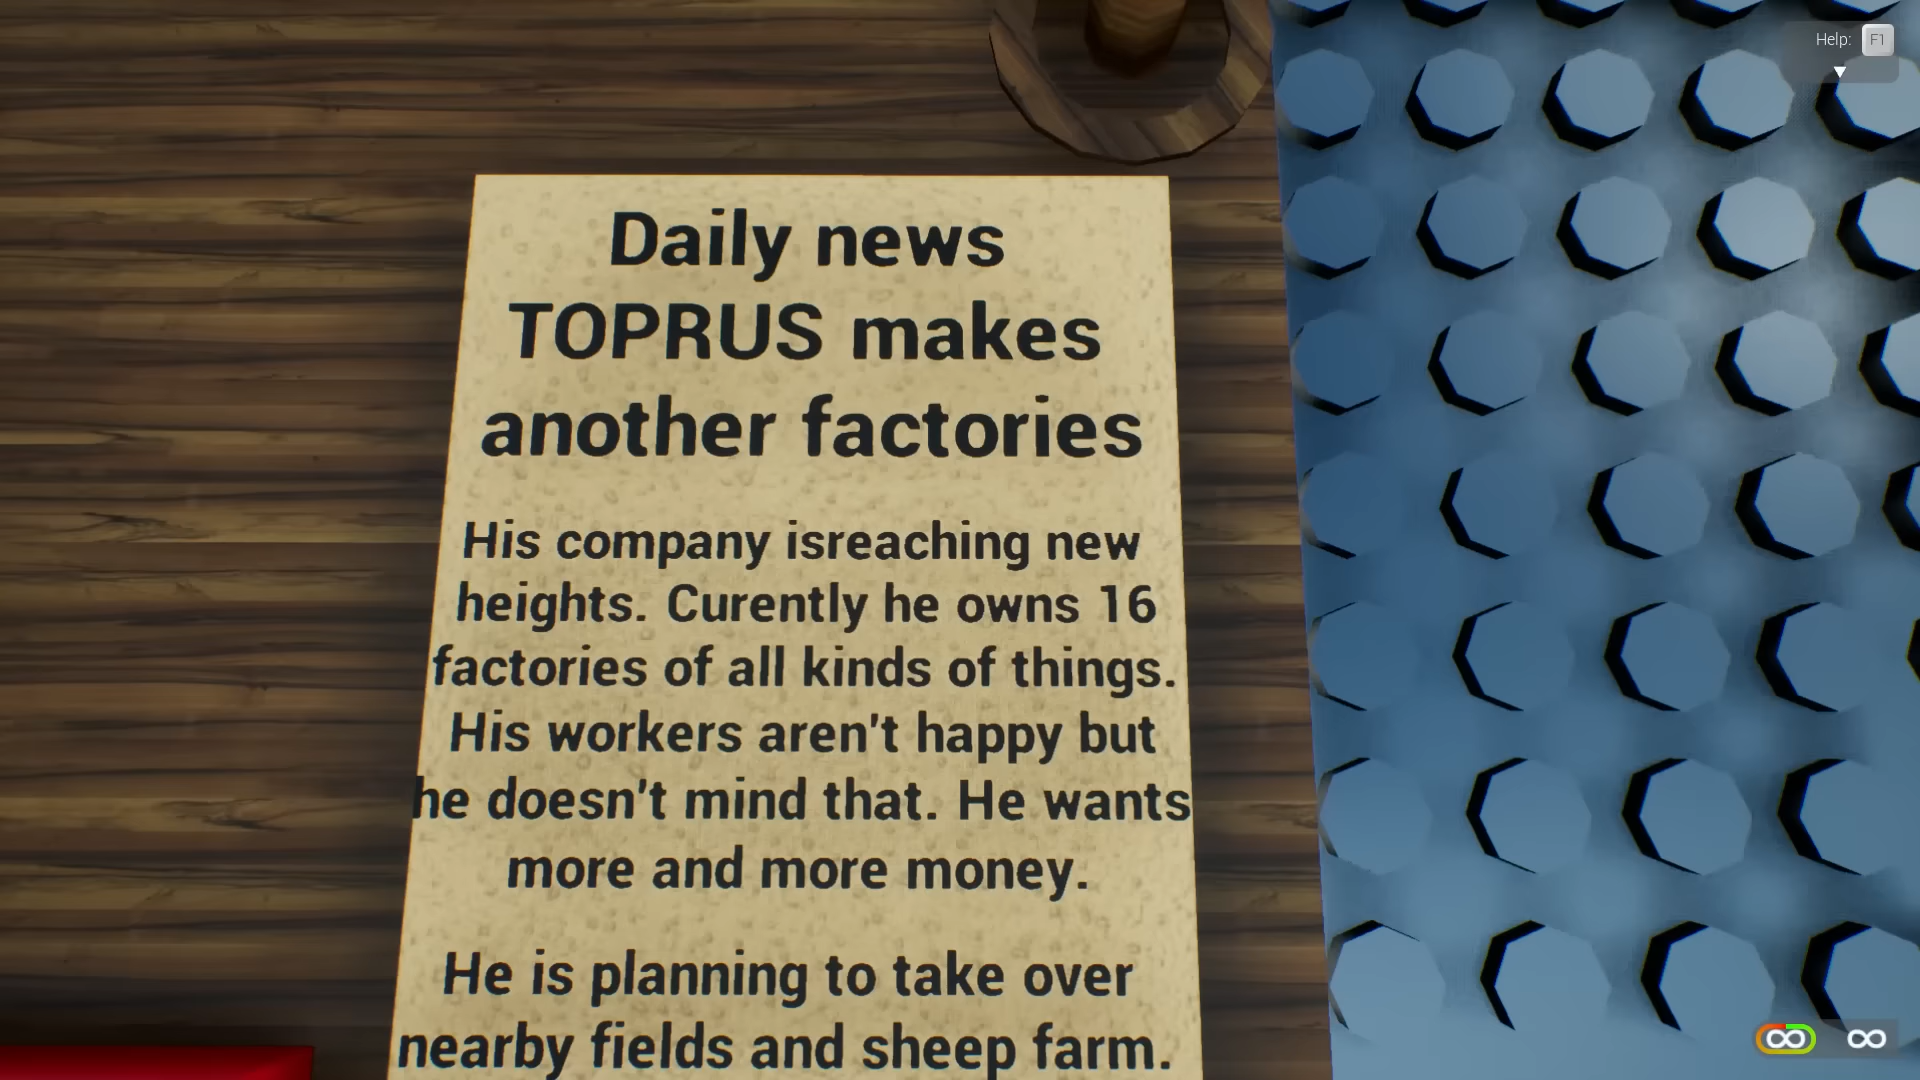 Help: F1
Daily news
TOPRUS makes
another factories
His company isreaching new
heights. Curently he owns 16
factories of all kinds of things.
His workers aren't happy but
he doesn't mind that. He wants
more and more money.
He is planning to take over
nearby fields and sheep farm.